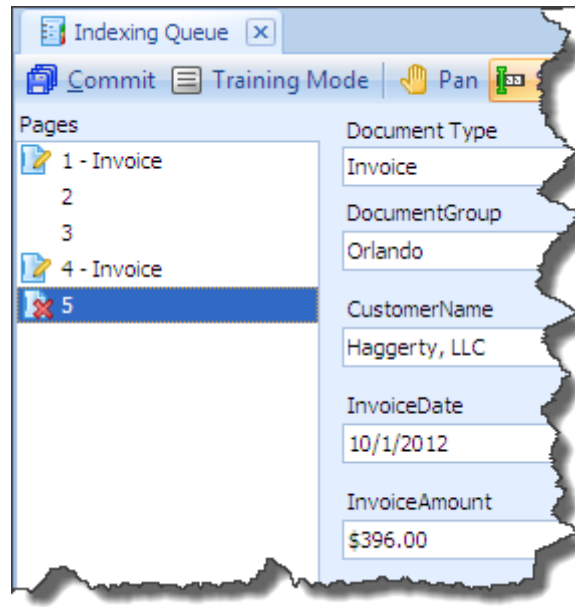 Indexing Queue
Commit Training Mode Pan
Pages
1 - Invoice
2
3
4 - Invoice
5
Document Type
Invoice
DocumentGroup
Orlando
CustomerName
Haggerty, LLC
InvoiceDate
10/1/2012
InvoiceAmount
$396.00